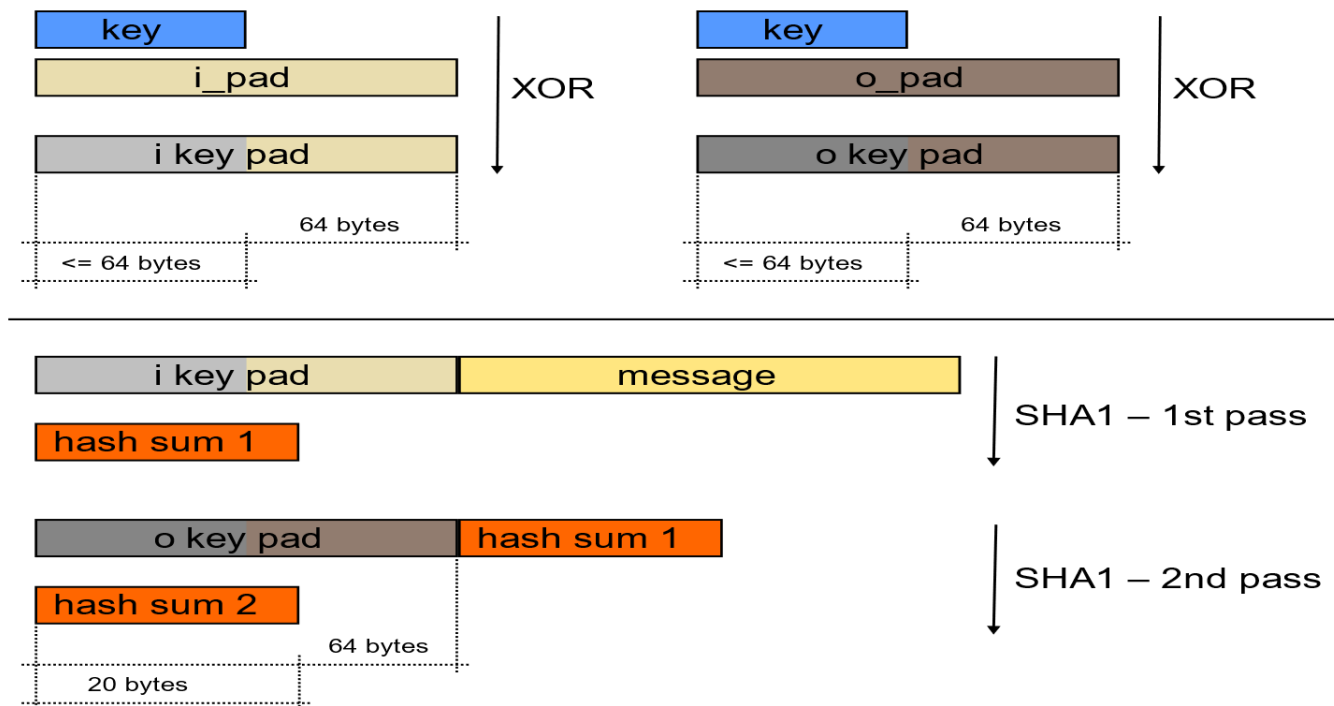 key
i_pad
XOR
i key pad
64 bytes
<= 64 bytes
key
o_pad
XOR
o key pad
64 bytes
<= 64 bytes
i key pad
message
SHA1 – 1st pass
hash sum 1
o key pad
hash sum 1
SHA1 – 2nd pass
hash sum 2
64 bytes
20 bytes